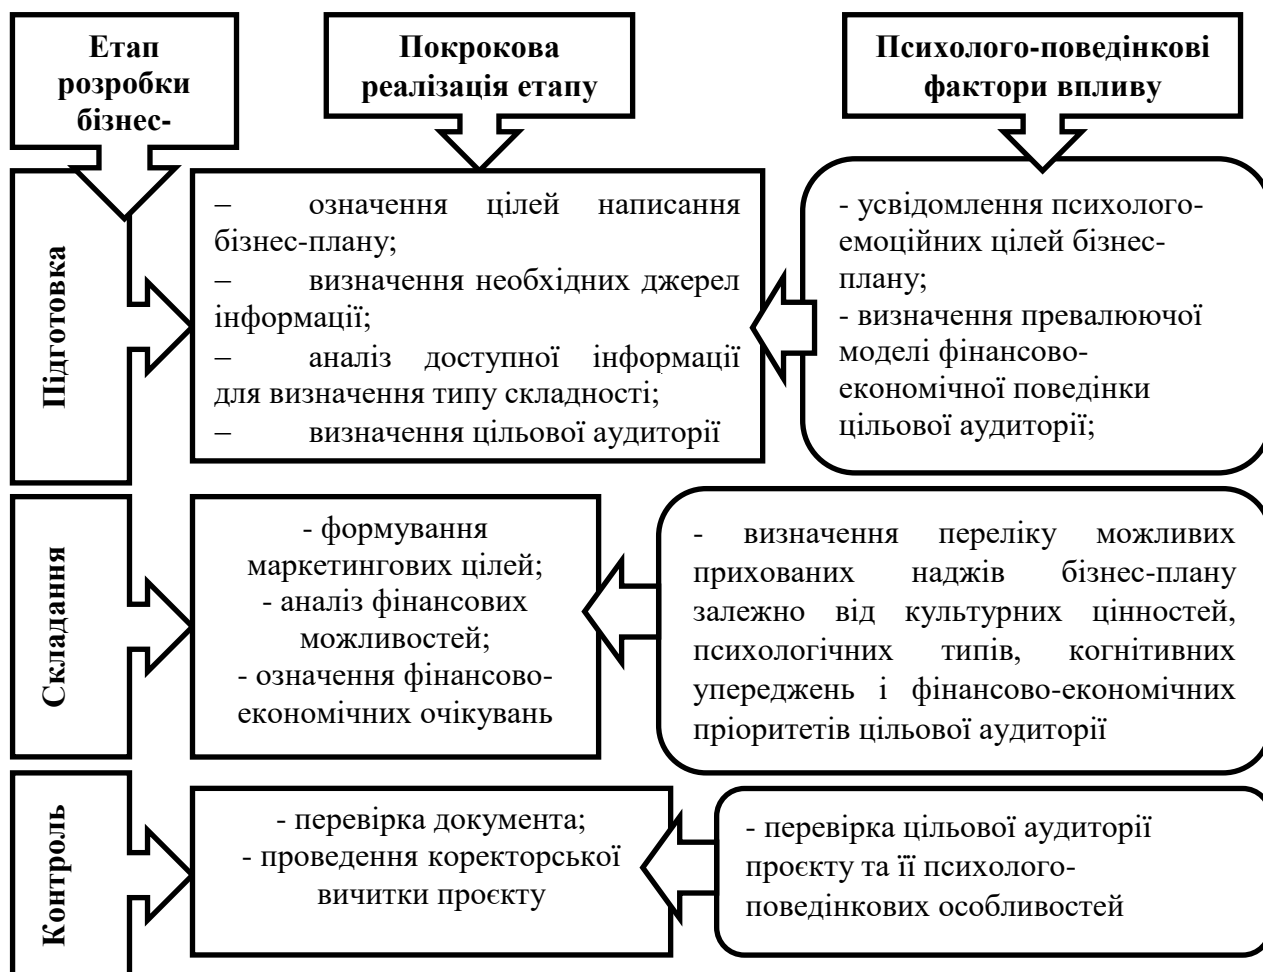 Етап
розробки
бізнес-
Покрокова
реалізація етапу
Психолого-поведінкові
фактори впливу
Підготовка
– означення цілей написання
бізнес-плану;
– визначення необхідних джерел
інформації;
– аналіз доступної інформації
для визначення типу складності;
– визначення цільової аудиторії
- усвідомлення психолого-
емоційних цілей бізнес-
плану;
- визначення превалюючої
моделі фінансово-
економічної поведінки
цільової аудиторії;
Складання
- формування
маркетингових цілей;
- аналіз фінансових
можливостей;
- означення фінансово-
економічних очікувань
- визначення переліку можливих
прихованих наджів бізнес-плану
залежно від культурних цінностей,
психологічних типів, когнітивних
упереджень і фінансово-економічних
пріоритетів цільової аудиторії
Контроль
- перевірка документа;
- проведення коректорської
вичитки проєкту
- перевірка цільової аудиторії
проєкту та її психолого-
поведінкових особливостей